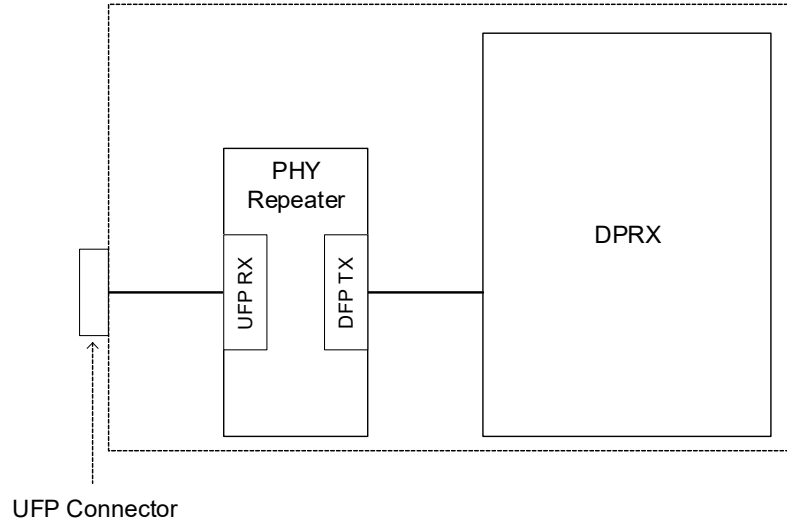 PHY
Repeater
UFP RX
DFP TX
DPRX
UFP Connector